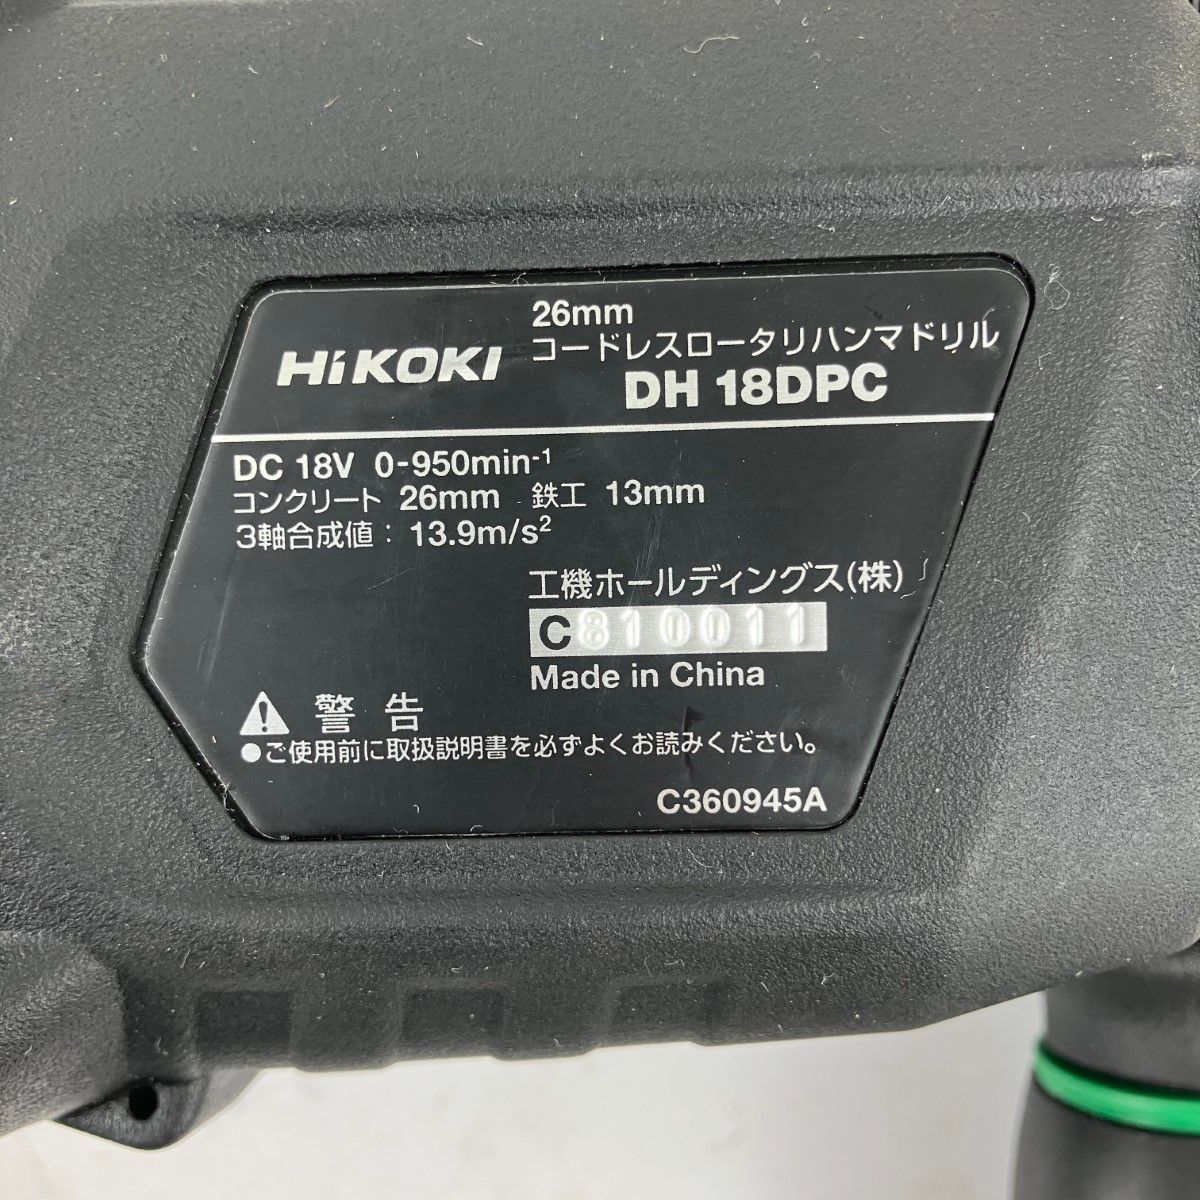 26mm
HiKOKI コードレスロータリハンマドリル
DH 18DPC
DC 18V 0-950min-1
コンクリート 26mm 鉄工 13mm
3軸合成値: 13.9m/s2
工機ホールディングス(株)
C810011
Made in China
警告
●ご使用前に取扱説明書を必ずよくお読みください。
C360945A